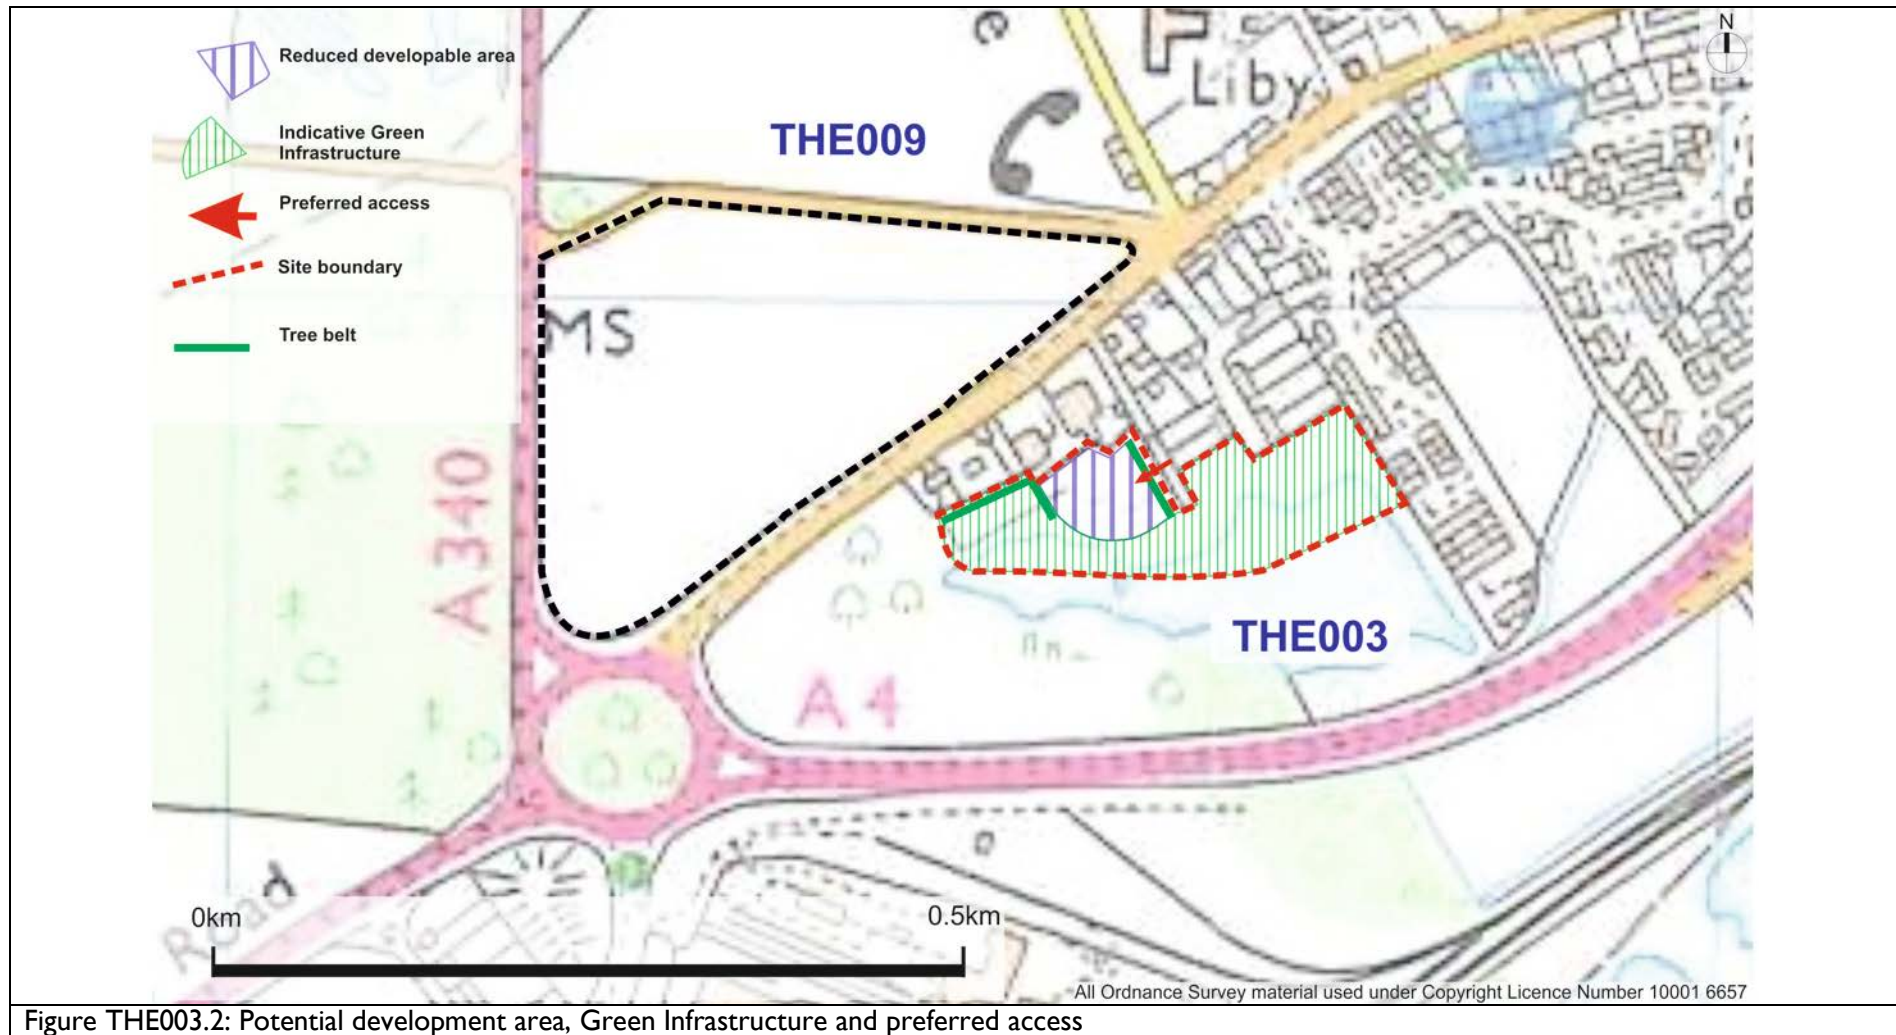 N
Reduced developable area
Indicative Green
Infrastructure
Preferred access
Site boundary
Tree belt
THE009
Liby
MS
A340
THE003
A 4
Road
0km
0.5km
All Ordnance Survey material used under Copyright Licence Number 10001 6657
Figure THE003.2: Potential development area, Green Infrastructure and preferred access